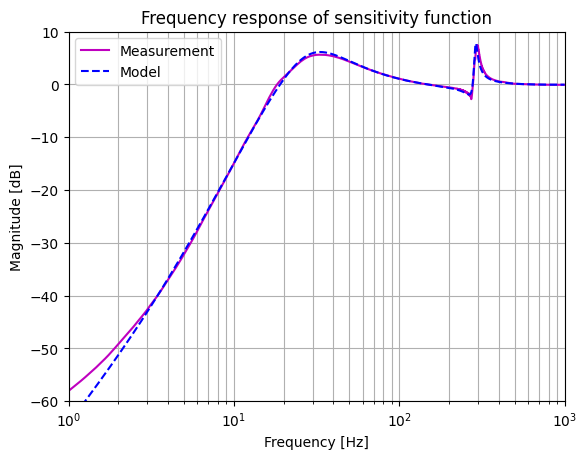 Frequency response of sensitivity function
Measurement
Model
10
0
−10
−20
−30
−40
−50
−60
Magnitude [dB]
10⁰
10¹
10²
10³
Frequency [Hz]